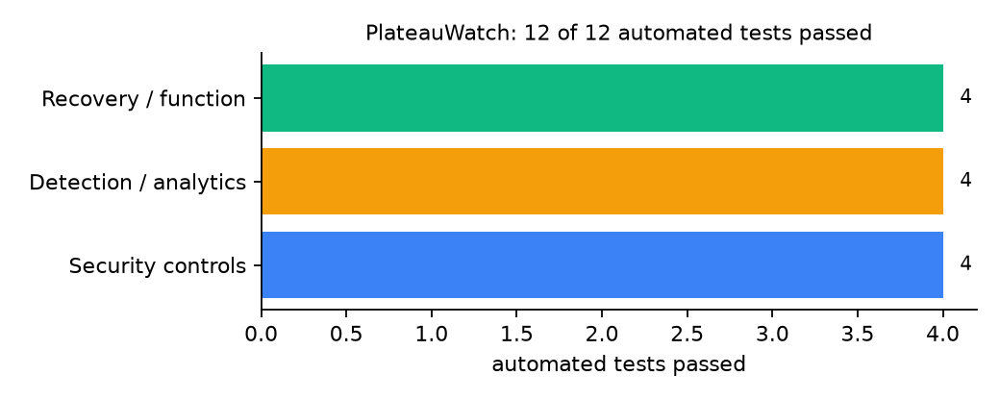 PlateauWatch: 12 of 12 automated tests passed
Recovery / function
4
Detection / analytics
4
Security controls
4
0.0 0.5 1.0 1.5 2.0 2.5 3.0 3.5 4.0
automated tests passed